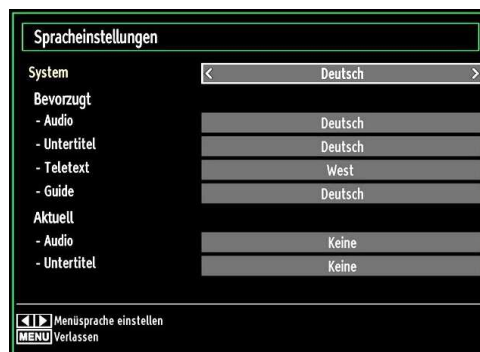 Spracheinstellungen
System < Deutsch >
Bevorzugt
- Audio Deutsch
- Untertitel Deutsch
- Teletext West
- Guide Deutsch
Aktuell
- Audio Keine
- Untertitel Keine
Menüsprache einstellen
MENU Verlassen